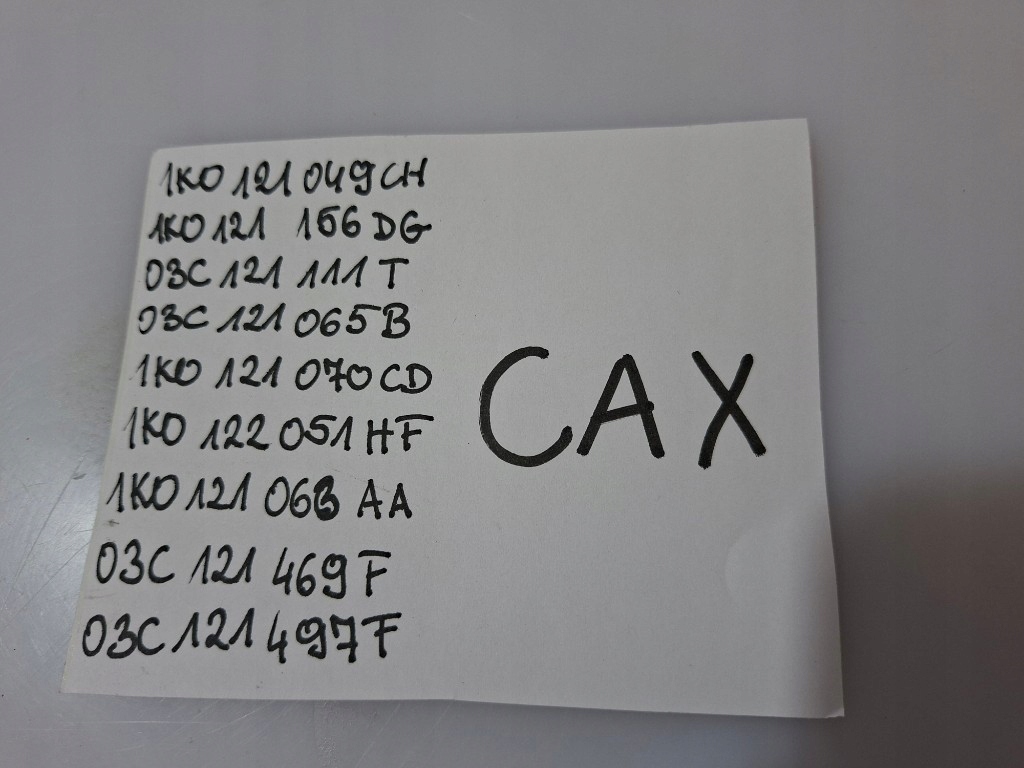 1K0 121 049 CH
1K0 121 156 DG
03C 121 111 T
03C 121 065 B
1K0 121 070 CD
1K0 122 051 HF
1K0 121 063 AA
03C 121 469 F
03C 121 497 F
CAX